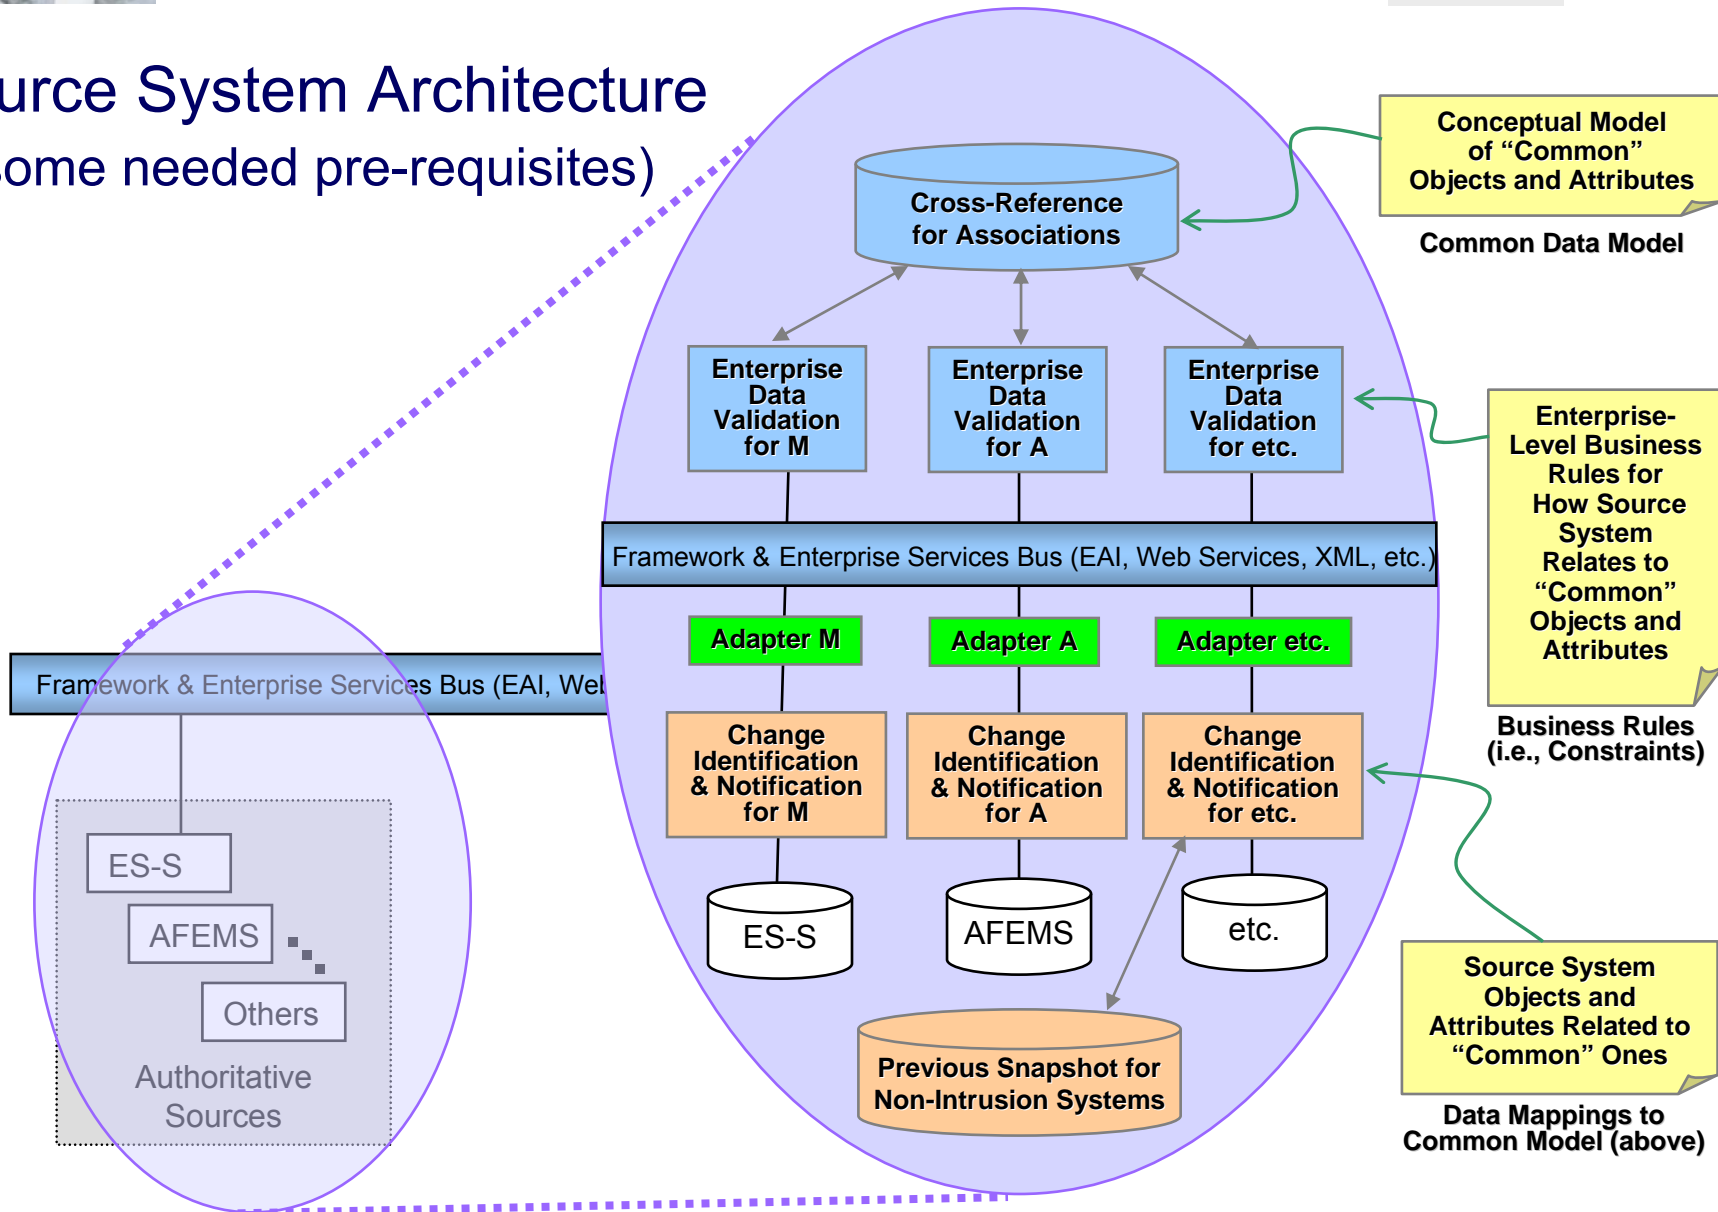 urce System Architecture
some needed pre-requisites)
Conceptual Model
of “Common”
Objects and Attributes
Common Data Model
Cross-Reference
for Associations
Enterprise
Data
Validation
for M
Enterprise
Data
Validation
for A
Enterprise
Data
Validation
for etc.
Enterprise-
Level Business
Rules for
How Source
System
Relates to
“Common”
Objects and
Attributes
Business Rules
(i.e., Constraints)
Framework & Enterprise Services Bus (EAI, Web Services, XML, etc.)
Adapter M
Adapter A
Adapter etc.
Framework & Enterprise Services Bus (EAI, Web
Change
Identification
& Notification
for M
Change
Identification
& Notification
for A
Change
Identification
& Notification
for etc.
ES-S
AFEMS
Others
Authoritative
Sources
ES-S
AFEMS
etc.
Previous Snapshot for
Non-Intrusion Systems
Source System
Objects and
Attributes Related to
“Common” Ones
Data Mappings to
Common Model (above)